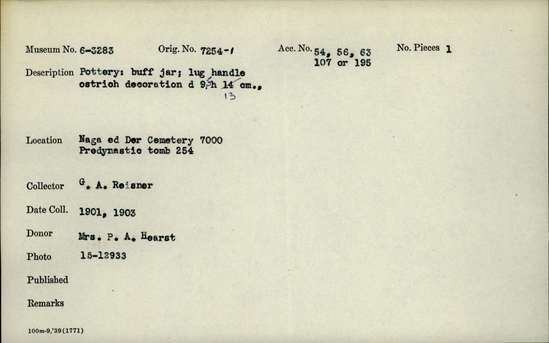 Museum No. 6-3283 Orig. No. 7254-1 Acc. No. 54, 56, 63 No. Pieces 1
107 or 195
Description Pottery: buff jar; lug handle
ostrich decoration d 9, h 14 cm.,
13
Location Naga ed Der Cemetery 7000
Predynastic tomb 254
Collector G. A. Reisner
Date Coll. 1901, 1903
Donor Mrs. P. A. Hearst
Photo 15-12933
Published
Remarks
100m-9,'39(1771)